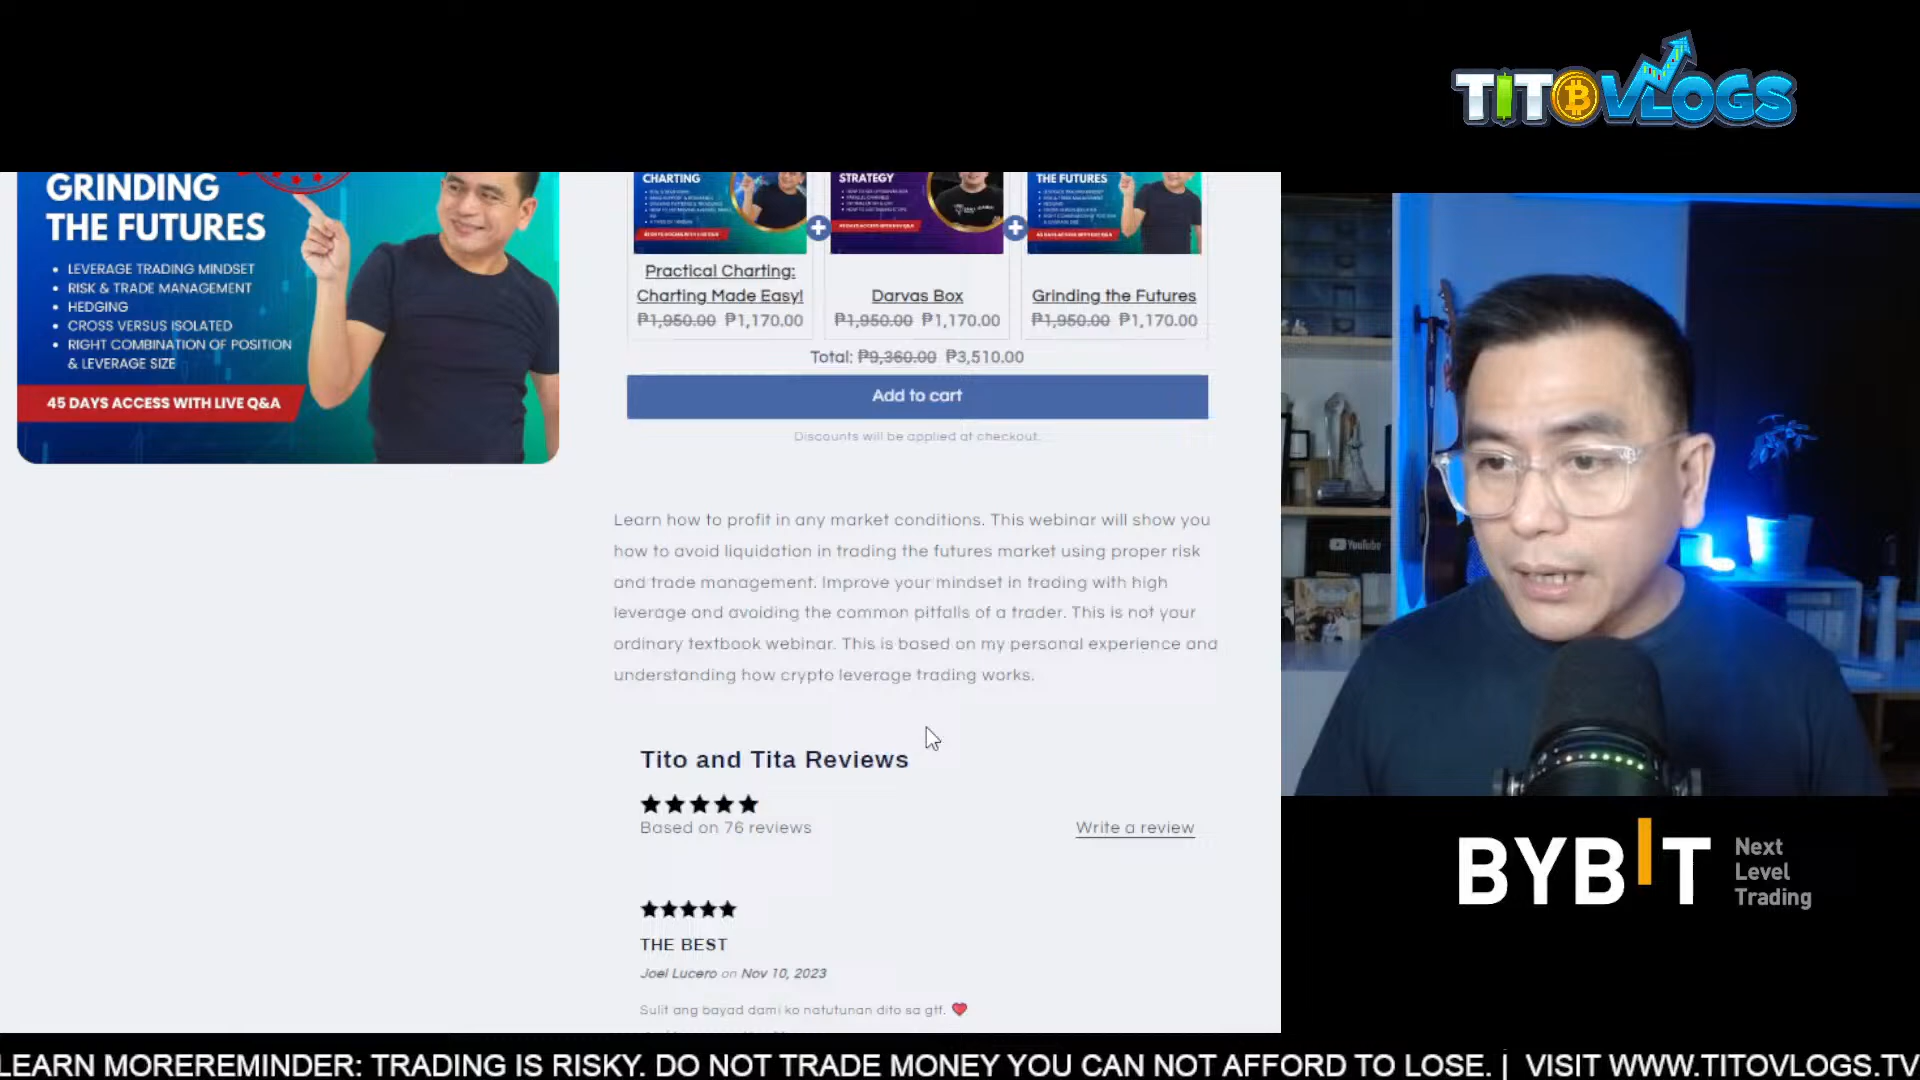 TITOVLOGS
GRINDING
THE FUTURES
• LEVERAGE TRADING MINDSET
• RISK & TRADE MANAGEMENT
• HEDGING
• CROSS VERSUS ISOLATED
• RIGHT COMBINATION OF POSITION
& LEVERAGE SIZE
45 DAYS ACCESS WITH LIVE Q&A
CHARTING
STRATEGY
THE FUTURES
Practical Charting:
Charting Made Easy!
₱1,950.00 ₱1,170.00
Darvas Box
₱1,950.00 ₱1,170.00
Grinding the Futures
₱1,950.00 ₱1,170.00
Total: ₱9,360.00 ₱3,510.00
Add to cart
Discounts will be applied at checkout.
Learn how to profit in any market conditions. This webinar will show you
how to avoid liquidation in trading the futures market using proper risk
and trade management. Improve your mindset in trading with high
leverage and avoiding the common pitfalls of a trader. This is not your
ordinary textbook webinar. This is based on my personal experience and
understanding how crypto leverage trading works.
Tito and Tita Reviews
Based on 76 reviews
Write a review
THE BEST
Joel Lucero on Nov 10, 2023
Sulit ang bayad dami ko natutunan dito sa gtf. ❤️
YouTube
BYBIT
Next
Level
Trading
LEARN MOREREMINDER: TRADING IS RISKY. DO NOT TRADE MONEY YOU CAN NOT AFFORD TO LOSE. | VISIT WWW.TITOVLOGS.TV